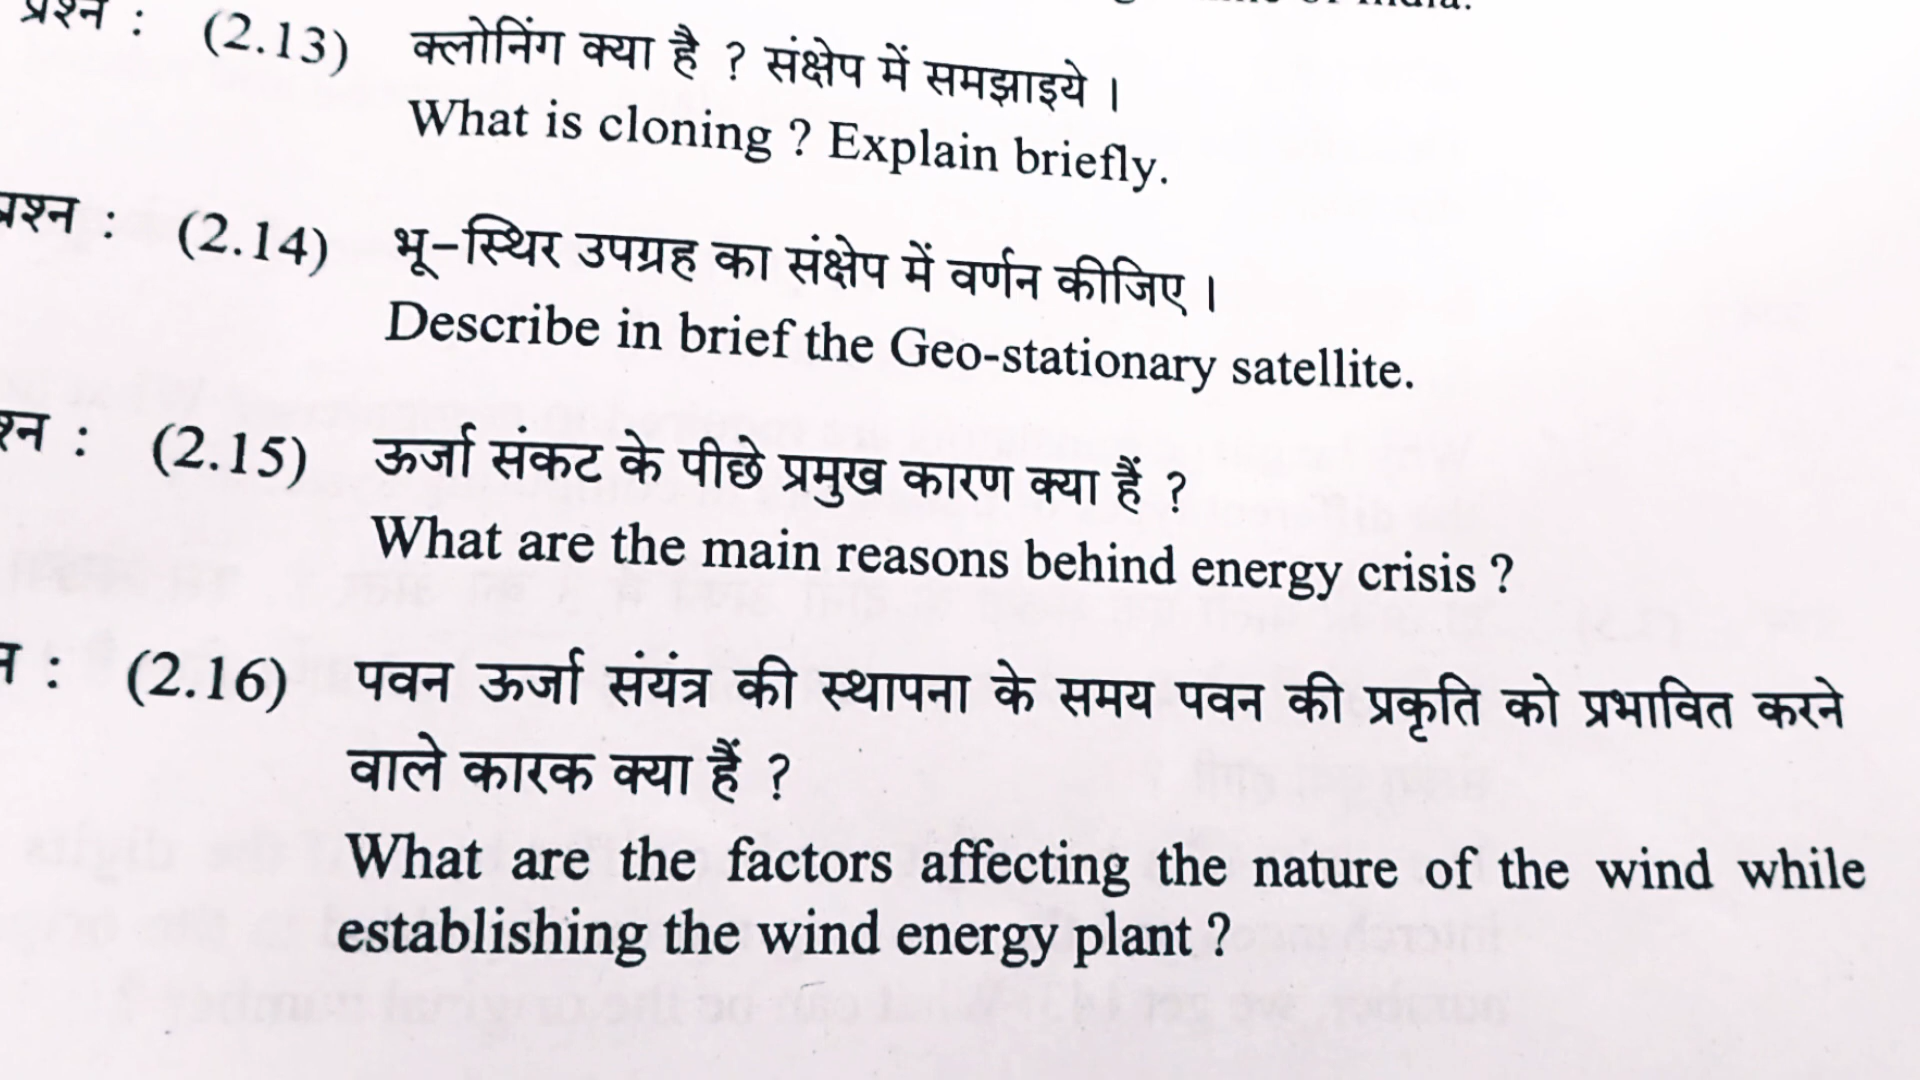 of India.
प्रश्न : (2.13) क्लोनिंग क्या है ? संक्षेप में समझाइये ।
What is cloning ? Explain briefly.
प्रश्न : (2.14) भू-स्थिर उपग्रह का संक्षेप में वर्णन कीजिए ।
Describe in brief the Geo-stationary satellite.
श्न : (2.15) ऊर्जा संकट के पीछे प्रमुख कारण क्या हैं ?
What are the main reasons behind energy crisis ?
न : (2.16) पवन ऊर्जा संयंत्र की स्थापना के समय पवन की प्रकृति को प्रभावित करने
वाले कारक क्या हैं ?
What are the factors affecting the nature of the wind while
establishing the wind energy plant ?